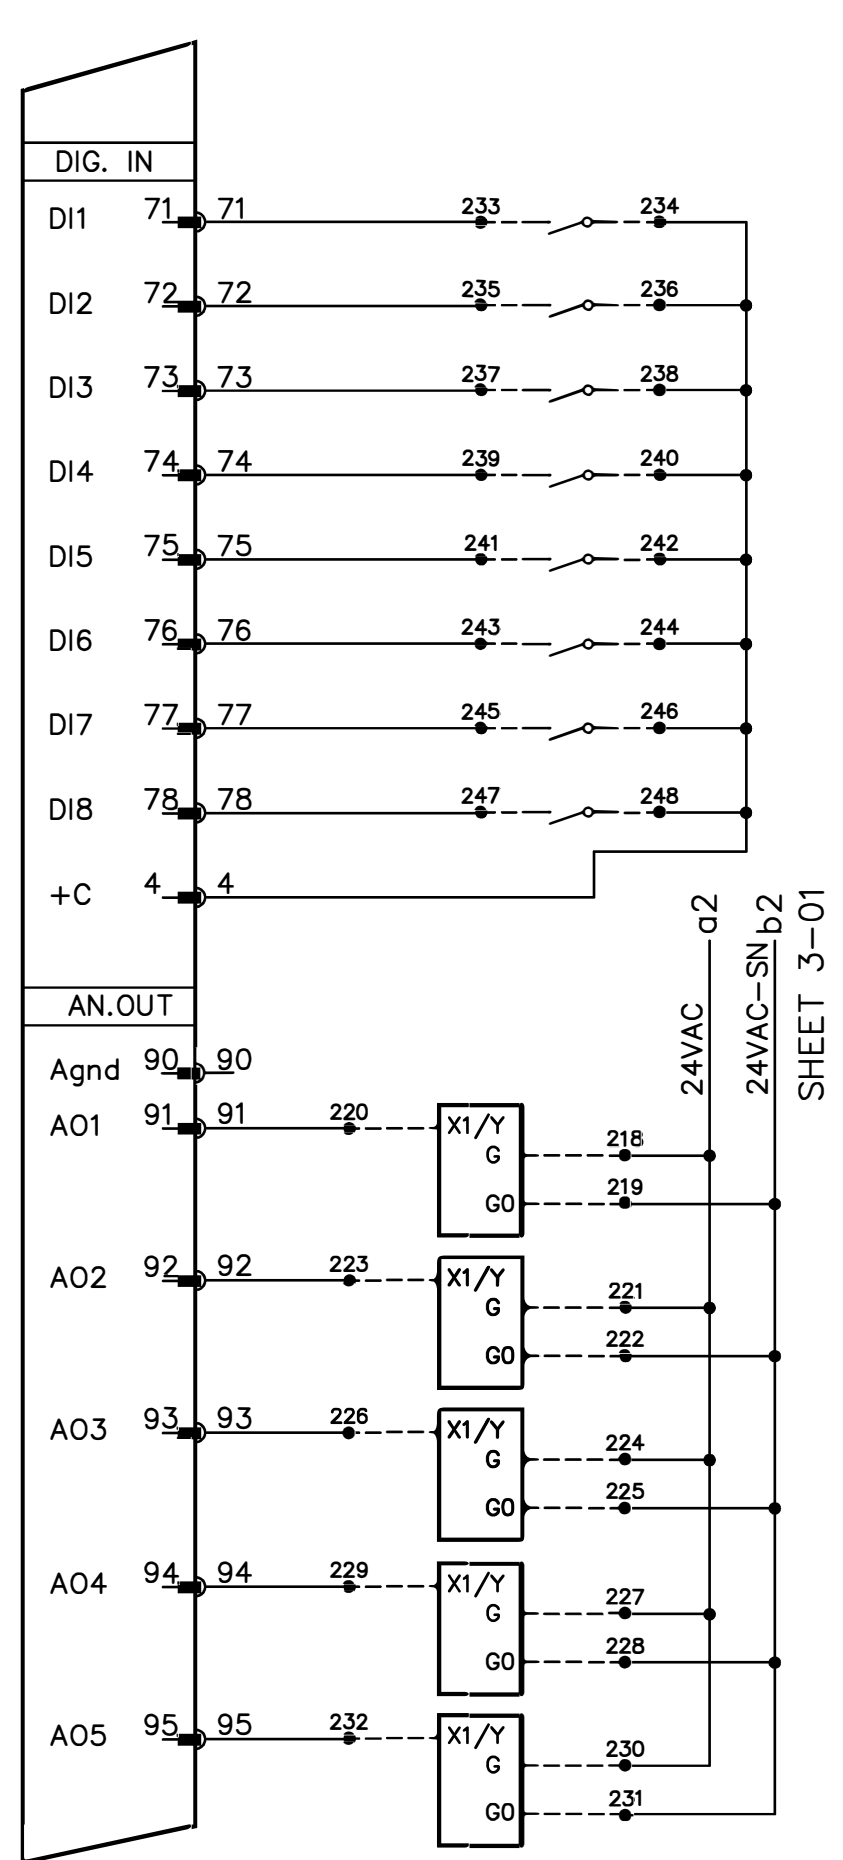 DIG. IN
DI1 71 71 233 234
DI2 72 72 235 236
DI3 73 73 237 238
DI4 74 74 239 240
DI5 75 75 241 242
DI6 76 76 243 244
DI7 77 77 245 246
DI8 78 78 247 248
+C 4 4
a2
b2
24VAC
24VAC-SN
SHEET 3-01
AN.OUT
Agnd 90 90
AO1 91 91 220 X1/Y
G 218
G0 219
AO2 92 92 223 X1/Y
G 221
G0 222
AO3 93 93 226 X1/Y
G 224
G0 225
AO4 94 94 229 X1/Y
G 227
G0 228
AO5 95 95 232 X1/Y
G 230
G0 231